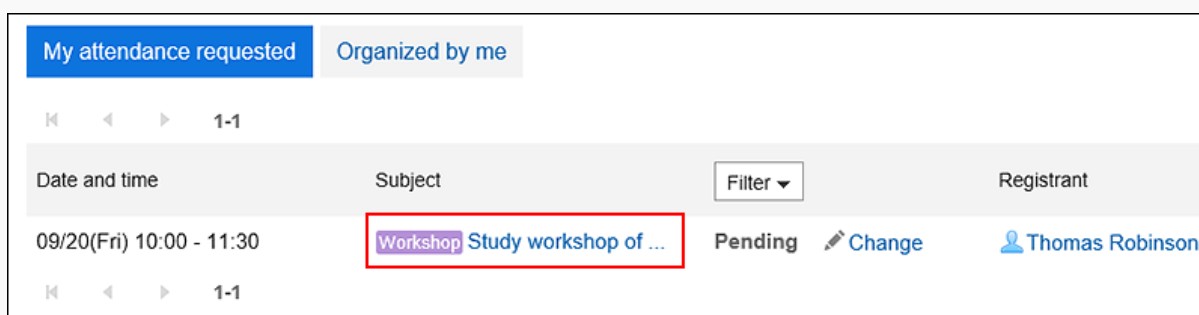 My attendance requested Organized by me
1-1
Date and time Subject Filter Registrant
09/20(Fri) 10:00 - 11:30 Workshop Study workshop of ... Pending Change Thomas Robinson
1-1